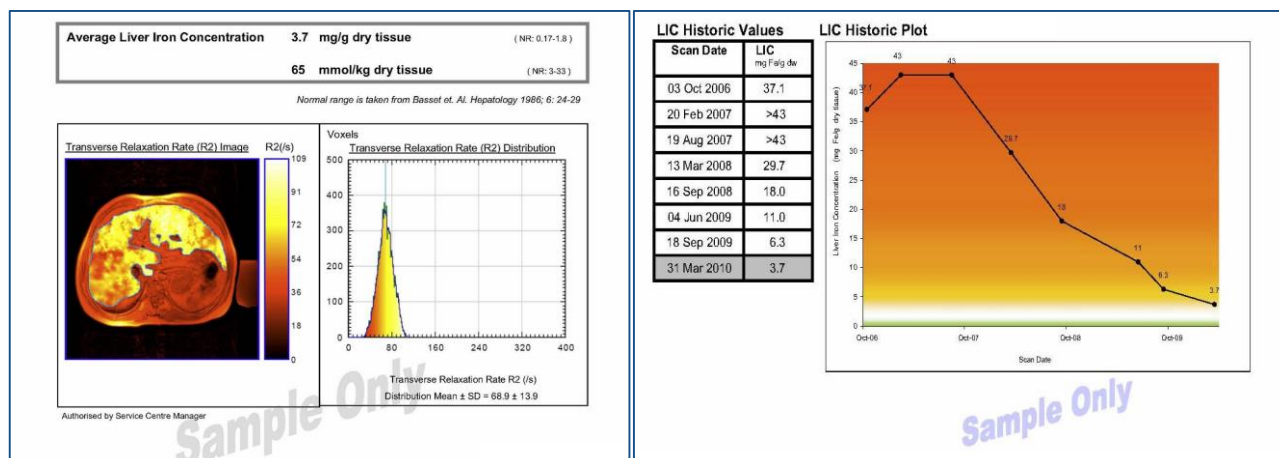 Average Liver Iron Concentration 3.7 mg/g dry tissue ( NR: 0.17-1.8 )
65 mmol/kg dry tissue ( NR: 3-33 )
Normal range is taken from Basset et. Al. Hepatology 1986; 6: 24-29
Transverse Relaxation Rate (R2) Image R2(/s)
109
91
72
54
36
18
0
Voxels
Transverse Relaxation Rate (R2) Distribution
500
400
300
200
100
0
0 80 160 240 320 400
Transverse Relaxation Rate R2 (/s)
Distribution Mean ± SD = 68.9 ± 13.9
Authorised by Service Centre Manager
Sample Only
LIC Historic Values
Scan Date LIC
mg Fe/g dw
03 Oct 2006 37.1
20 Feb 2007 >43
19 Aug 2007 >43
13 Mar 2008 29.7
16 Sep 2008 18.0
04 Jun 2009 11.0
18 Sep 2009 6.3
31 Mar 2010 3.7
LIC Historic Plot
Liver Iron Concentration (mg Fe/g dry tissue)
45
40
35
30
25
20
15
10
5
0
37.1
43
43
29.7
18
11
6.3
3.7
Oct-06 Oct-07 Oct-08 Oct-09
Scan Date
Sample Only